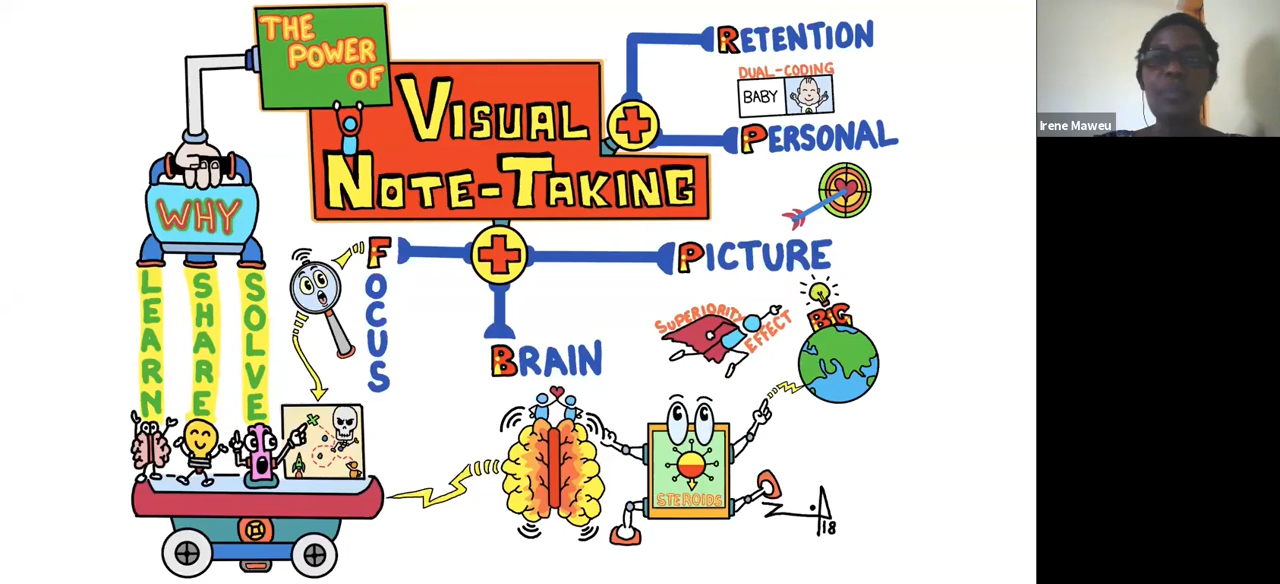 THE
POWER
OF
VISUAL
NOTE-TAKING
RETENTION
DUAL-CODING
BABY
PERSONAL
WHY
LEARN
SHARE
SOLVE
FOCUS
PICTURE
SUPERIORITY
EFFECT
BIG
BRAIN
STEROIDS
18
Irene Maweu